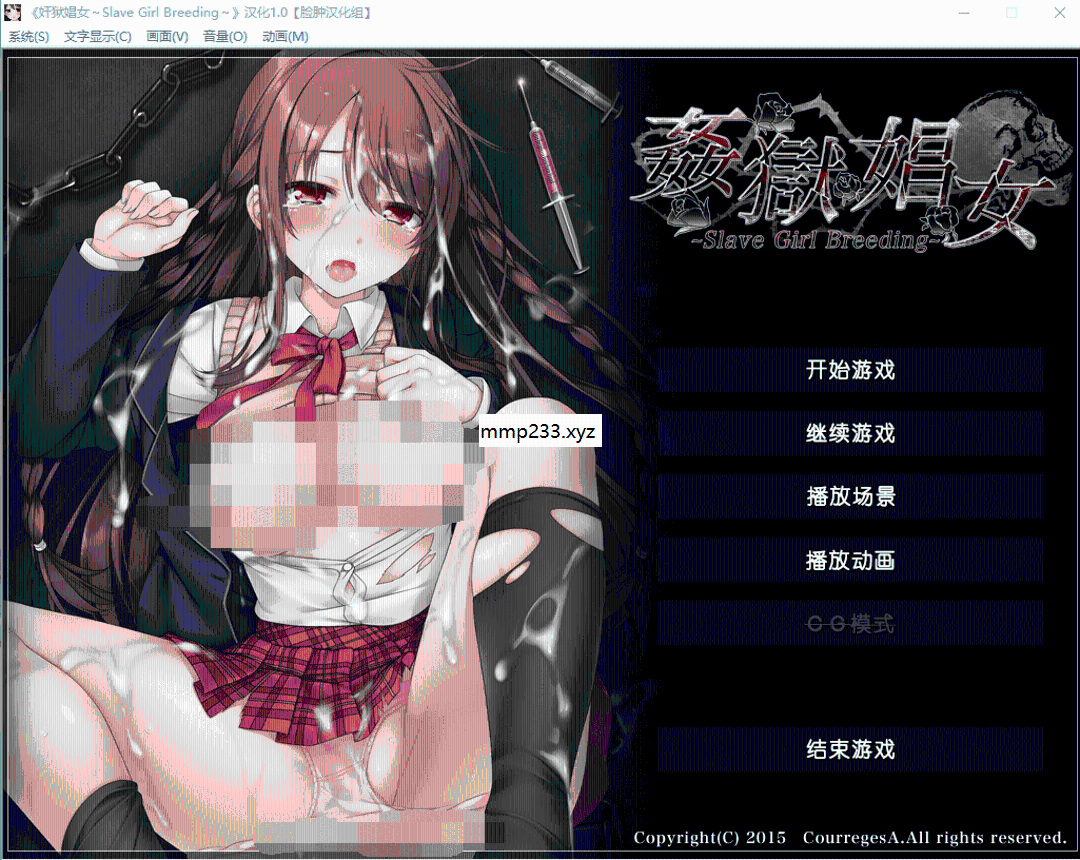 《奸狱娼女～Slave Girl Breeding～》汉化1.0【脸肿汉化组】
系统(S) 文字显示(C) 画面(V) 音量(O) 动画(M)
姦獄娼女
~Slave Girl Breeding~
开始游戏
mmp233.xyz
继续游戏
播放场景
播放动画
CG模式
结束游戏
Copyright(C) 2015 CourregesA.All rights reserved.